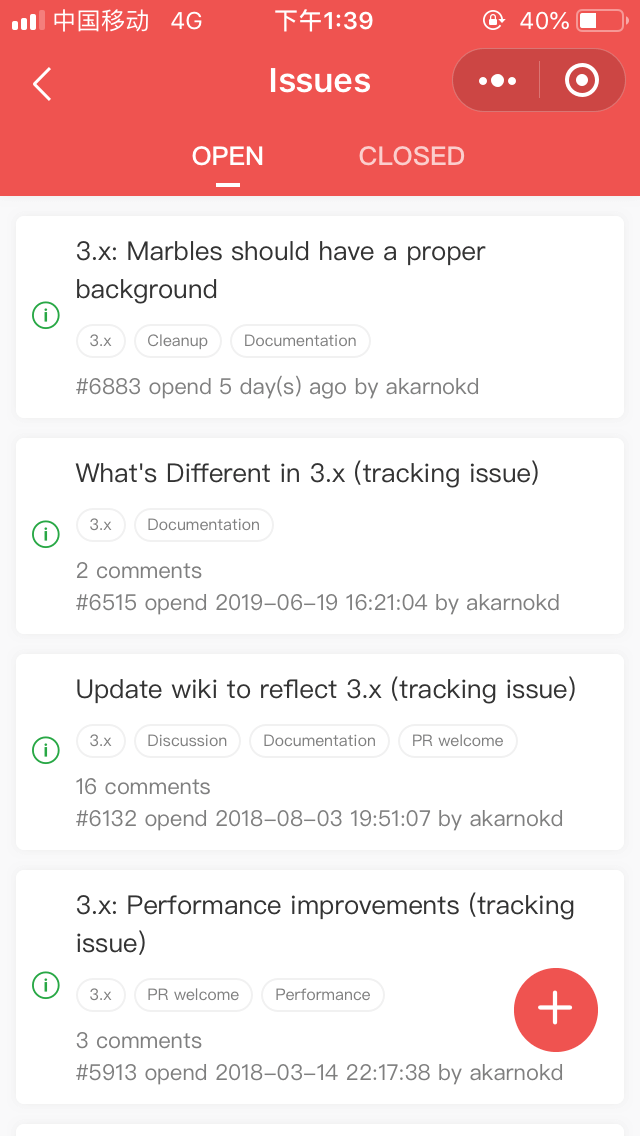 中国移动 4G 下午1:39 40%
Issues
OPEN CLOSED
3.x: Marbles should have a proper
background
3.x Cleanup Documentation
#6883 opend 5 day(s) ago by akarnokd
What's Different in 3.x (tracking issue)
3.x Documentation
2 comments
#6515 opend 2019-06-19 16:21:04 by akarnokd
Update wiki to reflect 3.x (tracking issue)
3.x Discussion Documentation PR welcome
16 comments
#6132 opend 2018-08-03 19:51:07 by akarnokd
3.x: Performance improvements (tracking
issue)
3.x PR welcome Performance
3 comments
#5913 opend 2018-03-14 22:17:38 by akarnokd